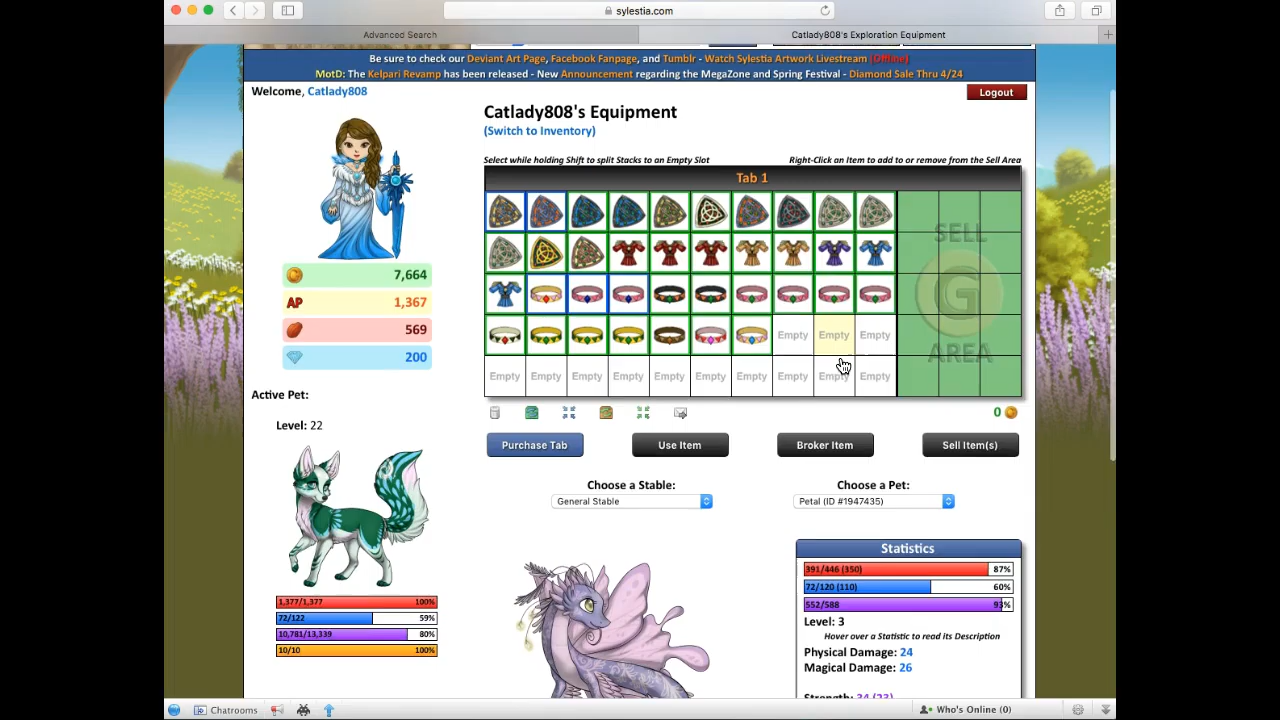 sylestia.com
Advanced Search
Catlady808's Exploration Equipment
Be sure to check our Deviant Art Page, Facebook Fanpage, and Tumblr - Watch Sylestia Artwork Livestream (Offline)
MotD: The Kelpari Revamp has been released - New Announcement regarding the MegaZone and Spring Festival - Diamond Sale Thru 4/24
Welcome, Catlady808
Logout
Catlady808's Equipment
(Switch to Inventory)
Select while holding Shift to split Stacks to an Empty Slot
Right-Click an Item to add to or remove from the Sell Area
Tab 1
SELL
G
AREA
Empty Empty Empty
Empty Empty Empty Empty Empty Empty Empty Empty Empty Empty
0
Purchase Tab
Use Item
Broker Item
Sell Item(s)
7,664
AP 1,367
569
200
Active Pet:
Level: 22
1,377/1,377 100%
72/122 59%
10,781/13,339 80%
10/10 100%
Choose a Stable:
General Stable
Choose a Pet:
Petal (ID #1947435)
Statistics
391/446 (350) 87%
72/120 (110) 60%
552/588 93%
Level: 3
Hover over a Statistic to read its Description
Physical Damage: 24
Magical Damage: 26
Strength: 34 (23)
Chatrooms
Who's Online (0)